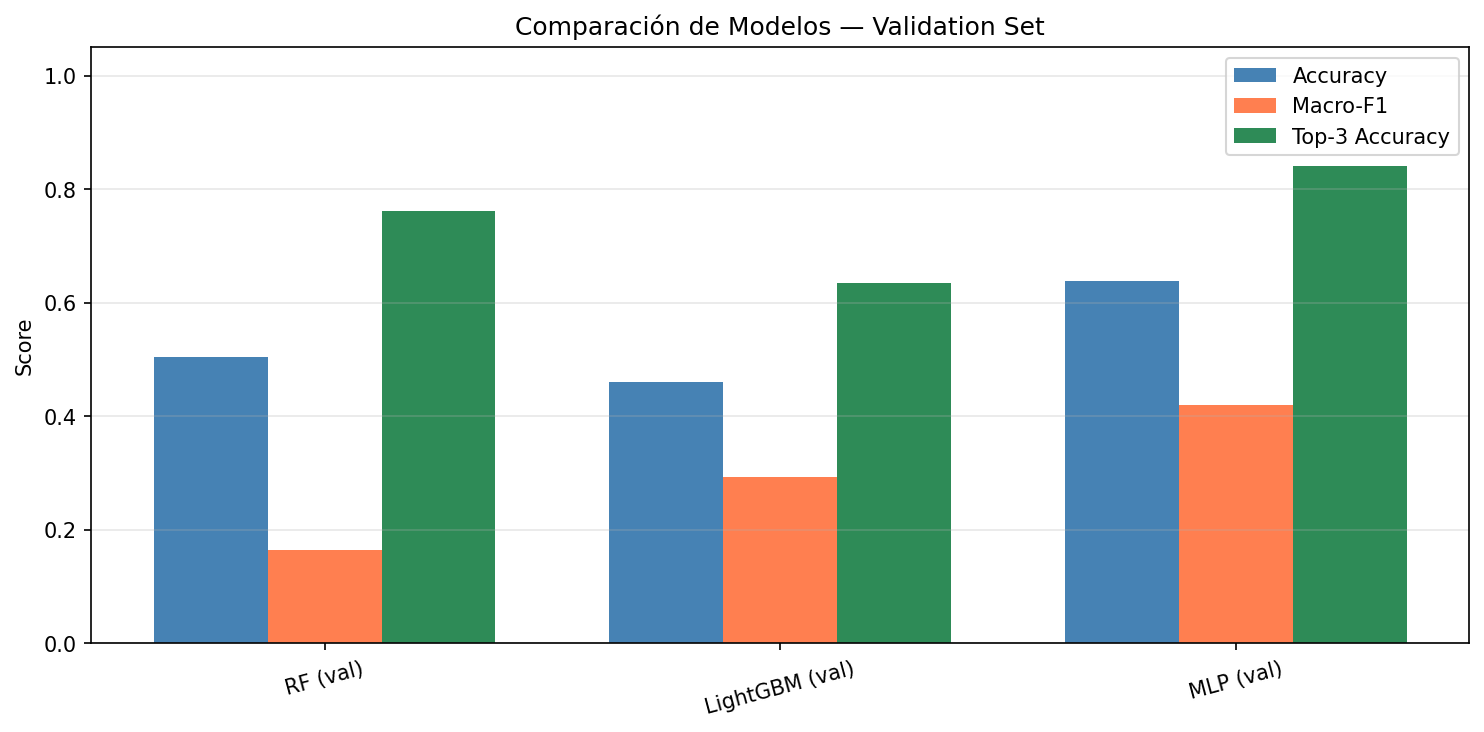 Comparación de Modelos — Validation Set
Accuracy
Macro-F1
Top-3 Accuracy
Score
1.0
0.8
0.6
0.4
0.2
0.0
RF (val)
LightGBM (val)
MLP (val)